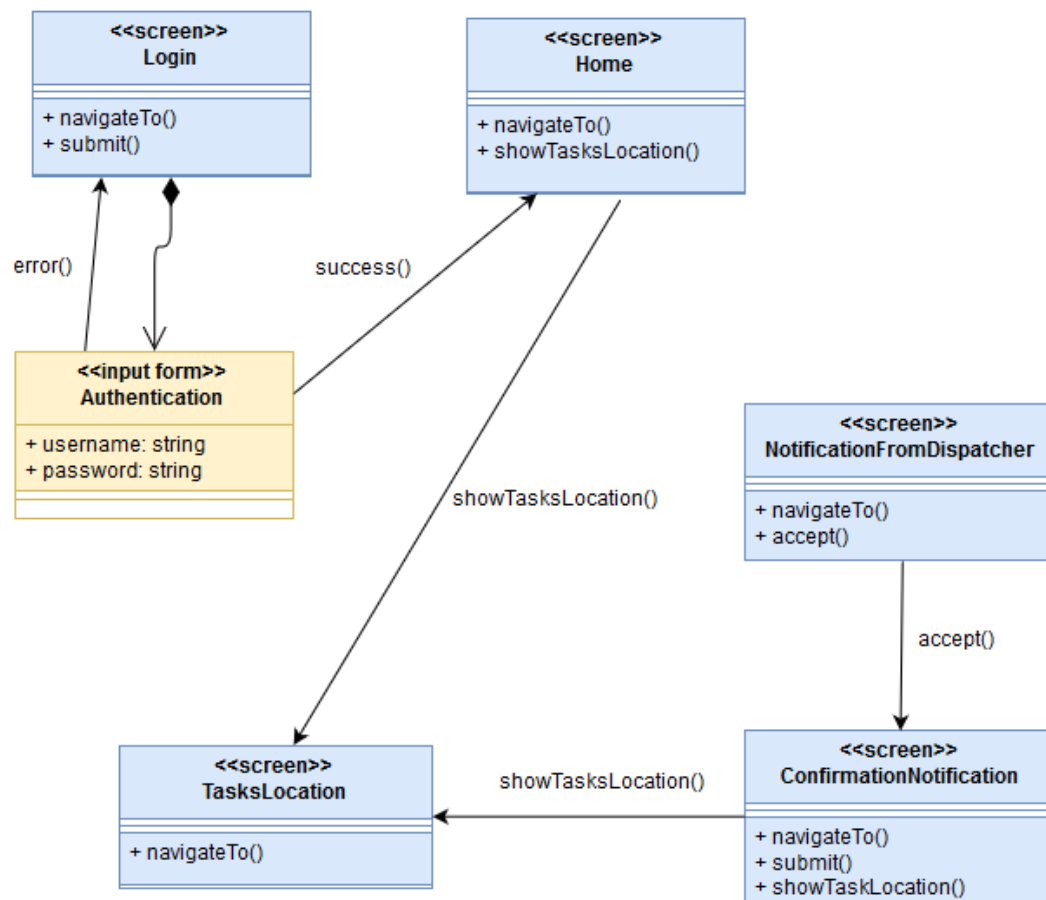 <<screen>>
Login
+ navigateTo()
+ submit()
<<screen>>
Home
+ navigateTo()
+ showTasksLocation()
error()
success()
<<input form>>
Authentication
+ username: string
+ password: string
showTasksLocation()
<<screen>>
NotificationFromDispatcher
+ navigateTo()
+ accept()
accept()
<<screen>>
TasksLocation
+ navigateTo()
showTasksLocation()
<<screen>>
ConfirmationNotification
+ navigateTo()
+ submit()
+ showTaskLocation()